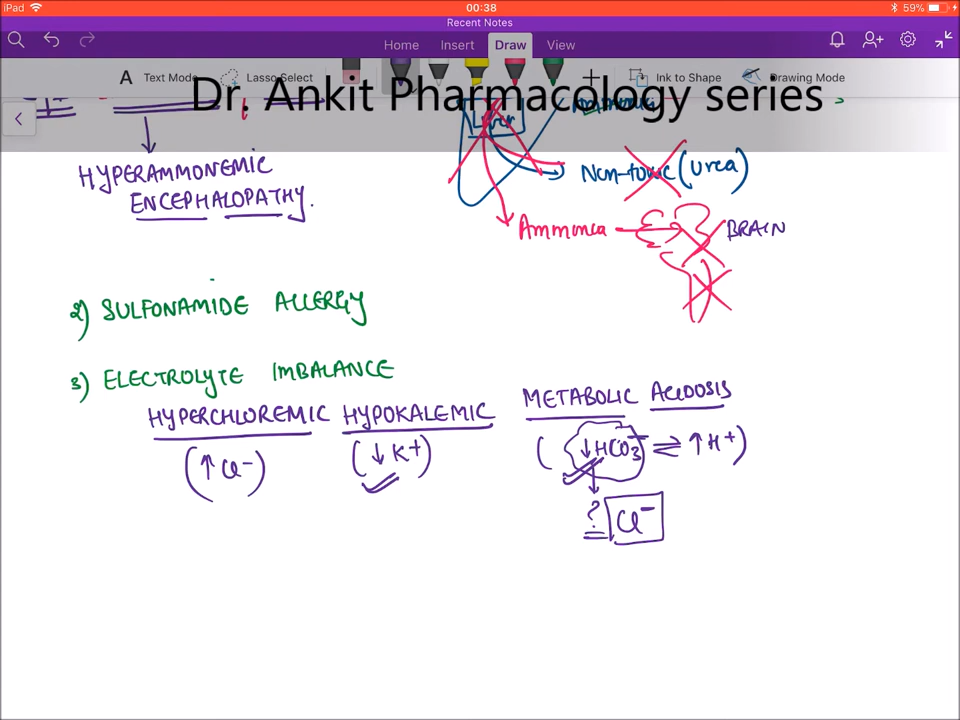 iPad 00:38 59%
Recent Notes
Home Insert Draw View
Text Mode Lasso Select Ink to Shape Drawing Mode
Dr. Ankit Pharmacology series
Liver
HYPERAMMONEMIC
ENCEPHALOPATHY.
Non-toxic (urea)
Ammonia BRAIN
2) SULFONAMIDE ALLERGY
3) ELECTROLYTE IMBALANCE
HYPERCHLOREMIC HYPOKALEMIC METABOLIC ACIDOSIS
(↑ Cl-) (↓ K+) (↓HCO3- ⇌ ↑H+)
? Cl-